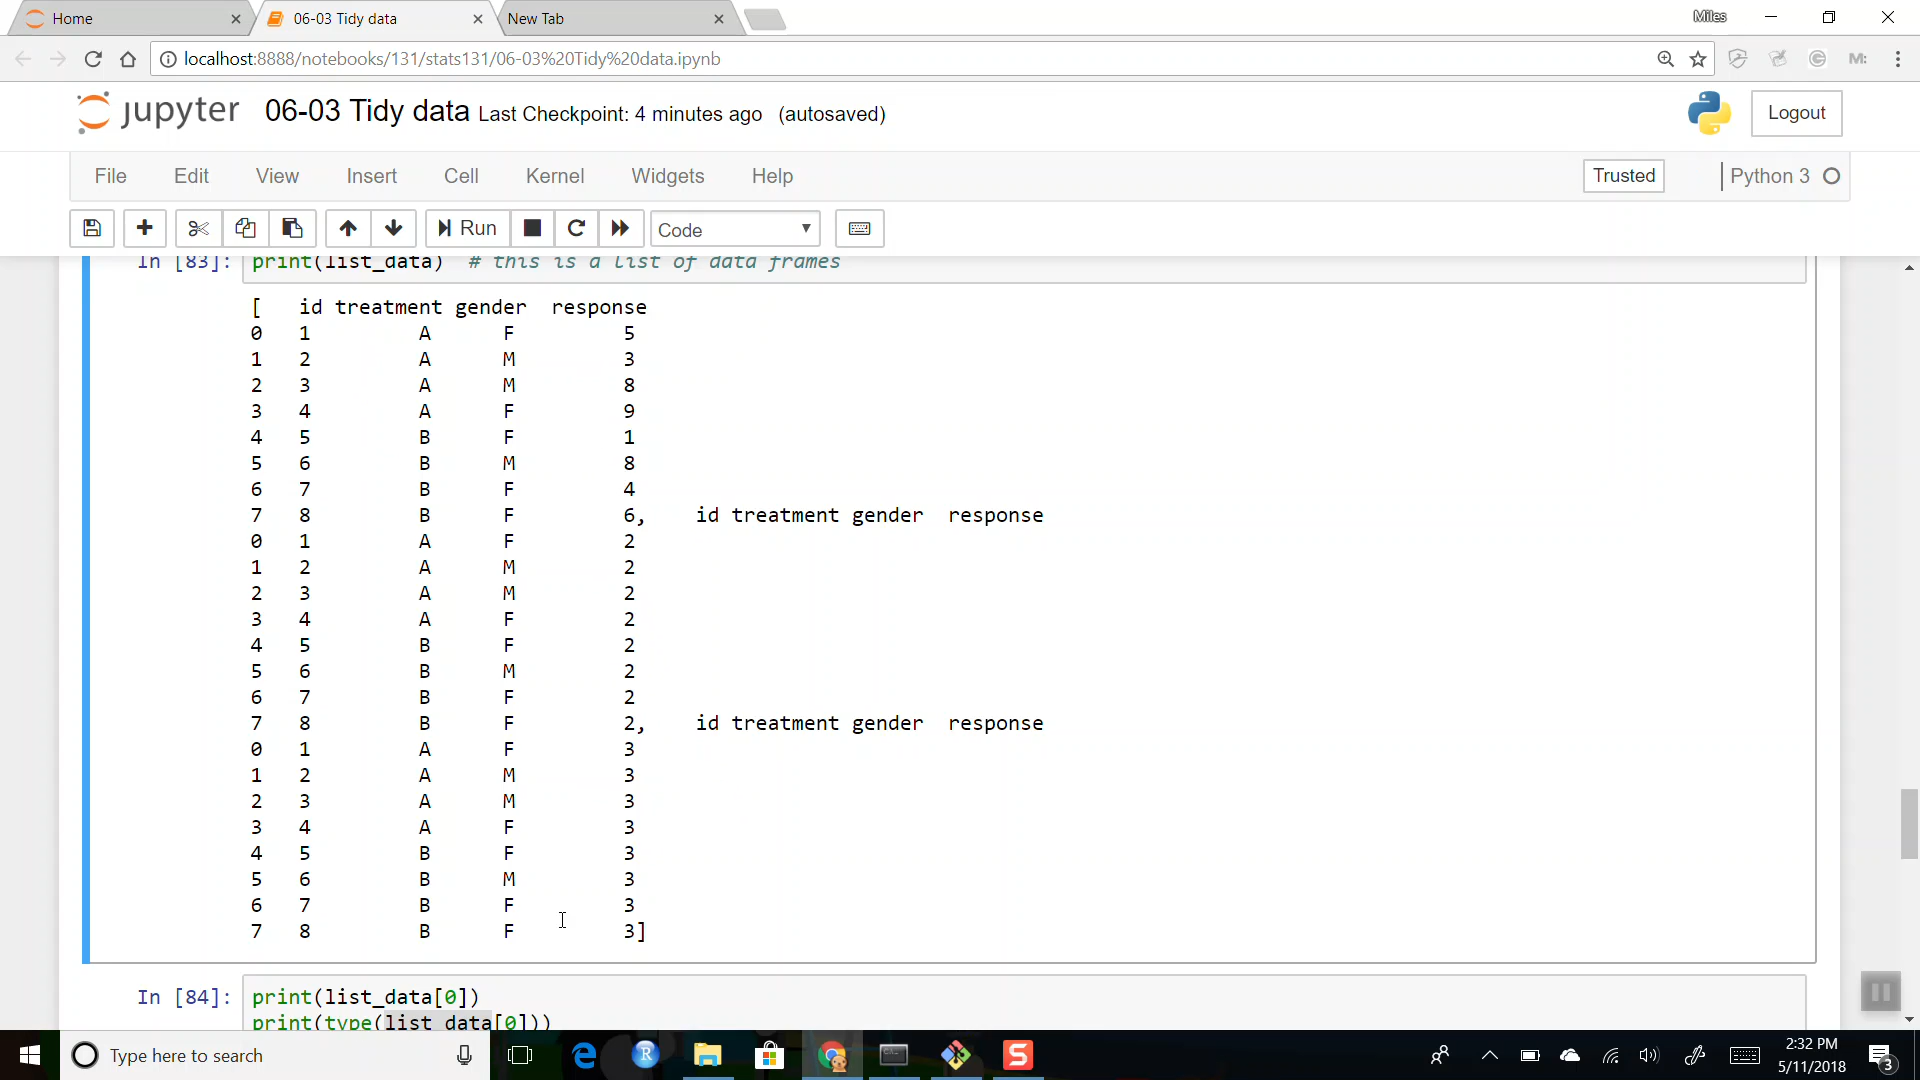 Home
06-03 Tidy data
New Tab
Miles
localhost:8888/notebooks/131/stats131/06-03%20Tidy%20data.ipynb
M:
jupyter 06-03 Tidy data Last Checkpoint: 4 minutes ago (autosaved)
Logout
File Edit View Insert Cell Kernel Widgets Help
Trusted
Python 3
Run
Code
In [83]: print(list_data) # this is a list of data frames
[ id treatment gender response
0 1 A F 5
1 2 A M 3
2 3 A M 8
3 4 A F 9
4 5 B F 1
5 6 B M 8
6 7 B F 4
7 8 B F 6, id treatment gender response
0 1 A F 2
1 2 A M 2
2 3 A M 2
3 4 A F 2
4 5 B F 2
5 6 B M 2
6 7 B F 2
7 8 B F 2, id treatment gender response
0 1 A F 3
1 2 A M 3
2 3 A M 3
3 4 A F 3
4 5 B F 3
5 6 B M 3
6 7 B F 3
7 8 B F 3]
In [84]: print(list_data[0])
print(type(list_data[0]))
Type here to search
2:32 PM
5/11/2018
3